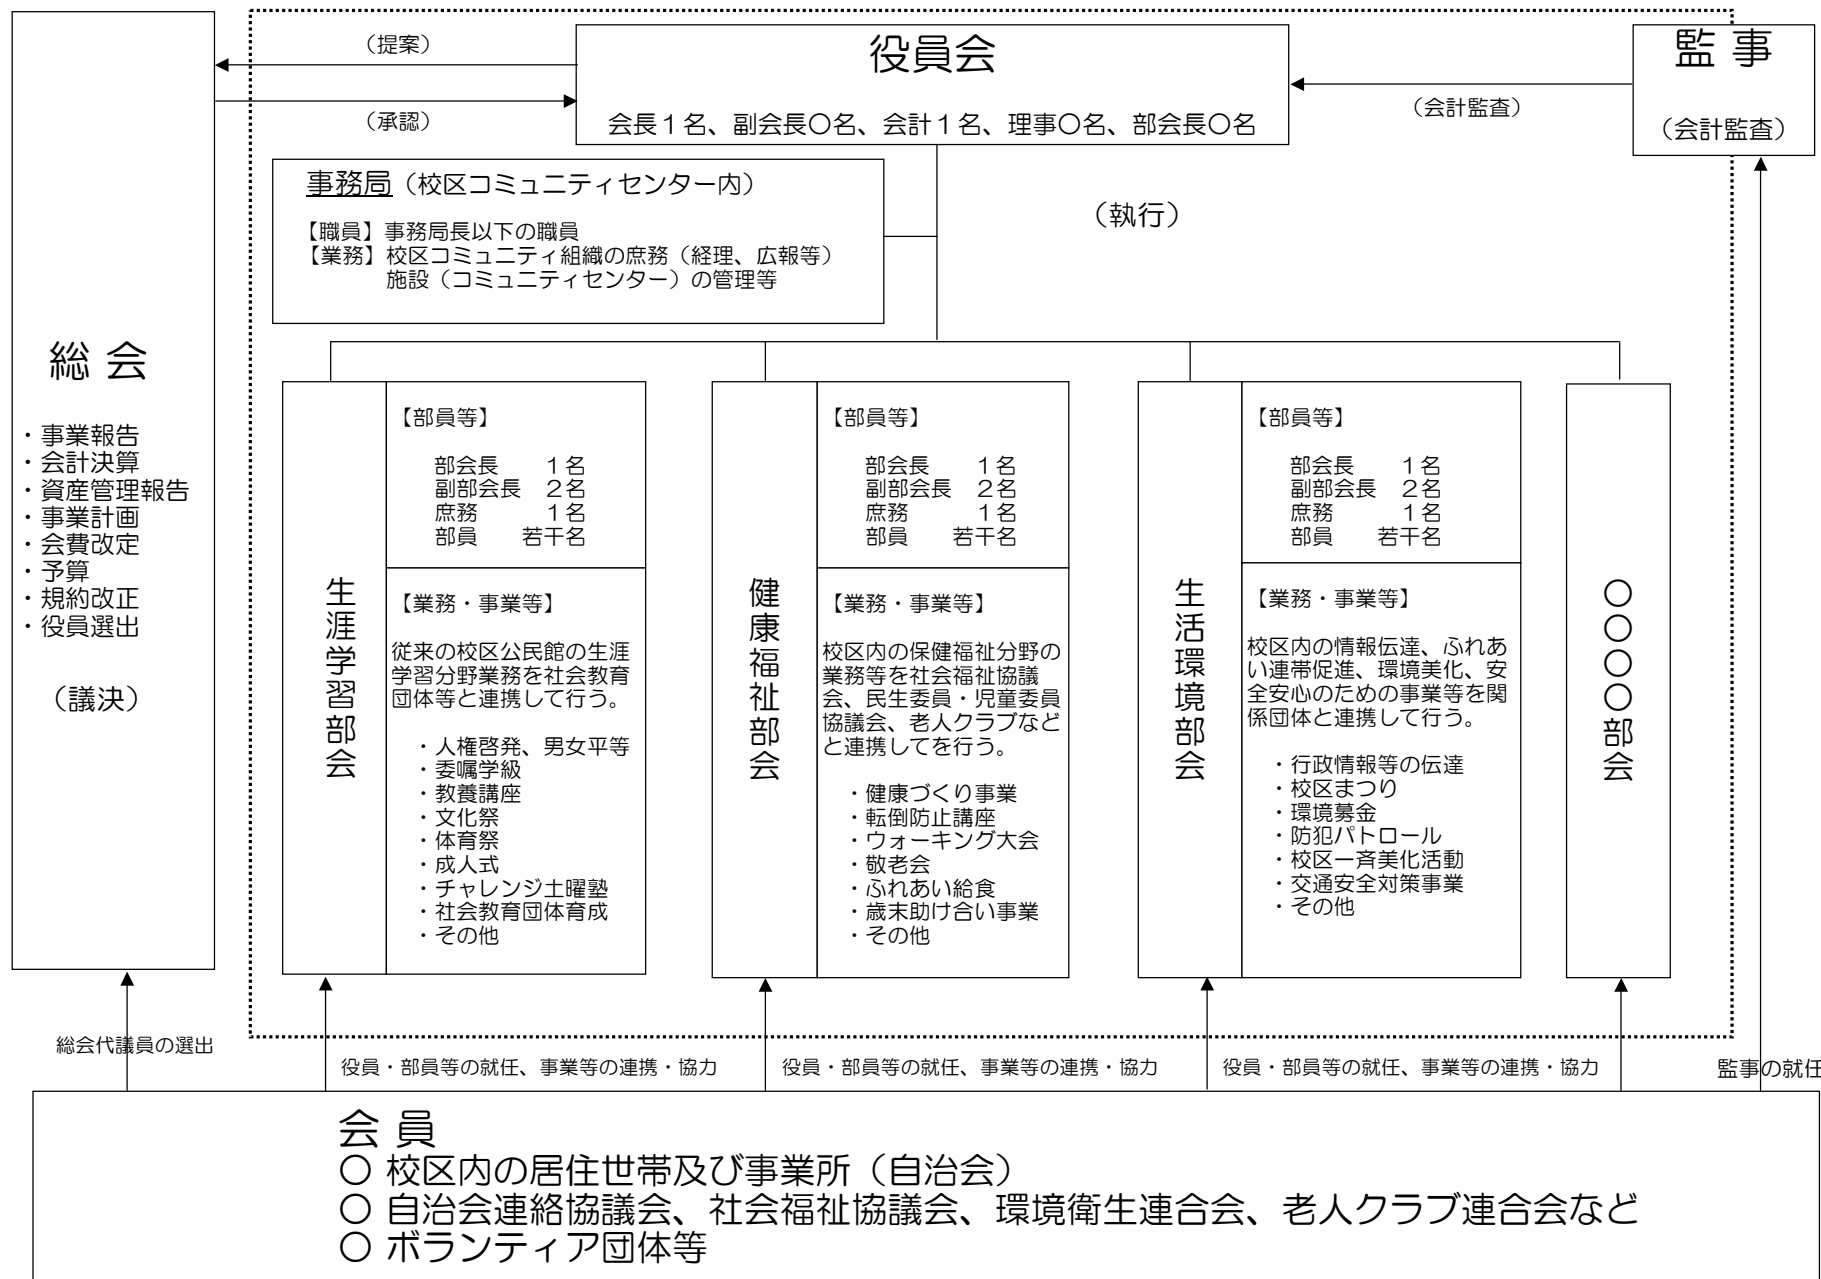 （提案）
（承認）
役員会
会長１名、副会長〇名、会計１名、理事〇名、部会長〇名
（会計監査）
監 事
（会計監査）
事務局（校区コミュニティセンター内）
【職員】事務局長以下の職員
【業務】校区コミュニティ組織の庶務（経理、広報等）
施設（コミュニティセンター）の管理等
（執行）
総 会
・事業報告
・会計決算
・資産管理報告
・事業計画
・会費改定
・予算
・規約改正
・役員選出
（議決）
生涯学習部会
【部員等】
部会長　　１名
副部会長　２名
庶務　　　１名
部員　　若干名
【業務・事業等】
従来の校区公民館の生涯
学習分野業務を社会教育
団体等と連携して行う。
・人権啓発、男女平等
・委嘱学級
・教養講座
・文化祭
・体育祭
・成人式
・チャレンジ土曜塾
・社会教育団体育成
・その他
健康福祉部会
【部員等】
部会長　　１名
副部会長　２名
庶務　　　１名
部員　　若干名
【業務・事業等】
校区内の保健福祉分野の
業務等を社会福祉協議
会、民生委員・児童委員
協議会、老人クラブなど
と連携してを行う。
・健康づくり事業
・転倒防止講座
・ウォーキング大会
・敬老会
・ふれあい給食
・歳末助け合い事業
・その他
生活環境部会
【部員等】
部会長　　１名
副部会長　２名
庶務　　　１名
部員　　若干名
【業務・事業等】
校区内の情報伝達、ふれあ
い連帯促進、環境美化、安
全安心のための事業等を関
係団体と連携して行う。
・行政情報等の伝達
・校区まつり
・環境募金
・防犯パトロール
・校区一斉美化活動
・交通安全対策事業
・その他
〇〇〇〇部会
総会代議員の選出
役員・部員等の就任、事業等の連携・協力
役員・部員等の就任、事業等の連携・協力
役員・部員等の就任、事業等の連携・協力
監事の就任
会 員
〇 校区内の居住世帯及び事業所（自治会）
〇 自治会連絡協議会、社会福祉協議会、環境衛生連合会、老人クラブ連合会など
〇 ボランティア団体等